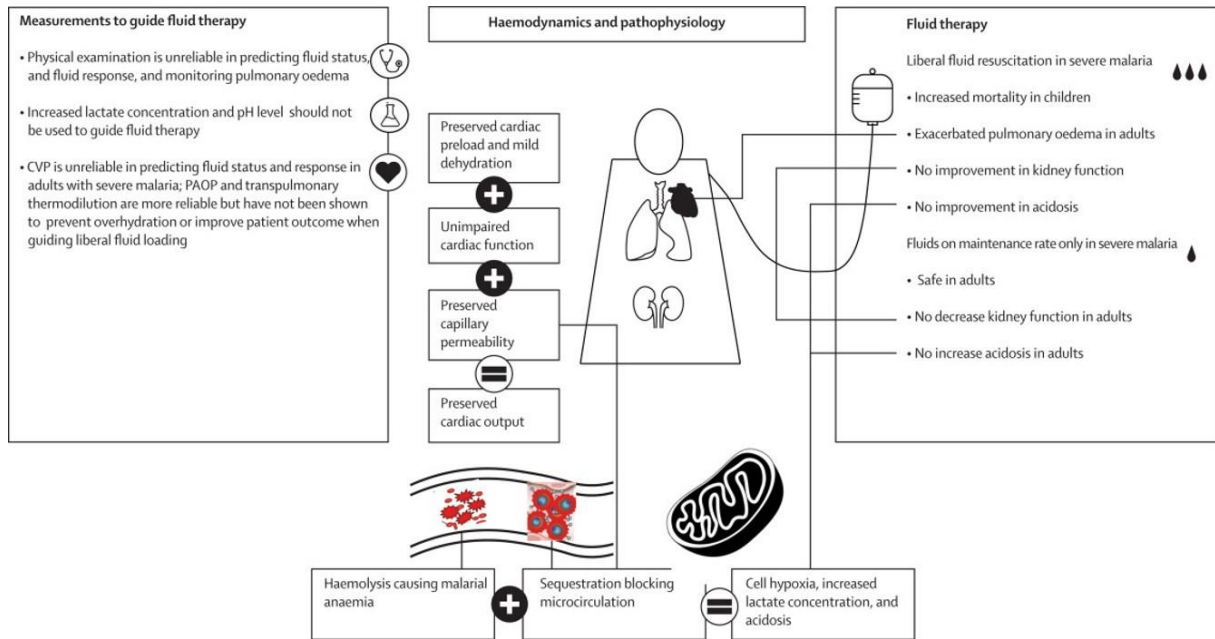 Measurements to guide fluid therapy
• Physical examination is unreliable in predicting fluid status,
and fluid response, and monitoring pulmonary oedema
• Increased lactate concentration and pH level should not
be used to guide fluid therapy
• CVP is unreliable in predicting fluid status and response in
adults with severe malaria; PAOP and transpulmonary
thermodilution are more reliable but have not been shown
to prevent overhydration or improve patient outcome when
guiding liberal fluid loading
Haemodynamics and pathophysiology
Preserved cardiac
preload and mild
dehydration
+
Unimpaired
cardiac function
+
Preserved
capillary
permeability
=
Preserved
cardiac output
Fluid therapy
Liberal fluid resuscitation in severe malaria
• Increased mortality in children
• Exacerbated pulmonary oedema in adults
• No improvement in kidney function
• No improvement in acidosis
Fluids on maintenance rate only in severe malaria
• Safe in adults
• No decrease kidney function in adults
• No increase acidosis in adults
Haemolysis causing malarial
anaemia
+
Sequestration blocking
microcirculation
=
Cell hypoxia, increased
lactate concentration, and
acidosis